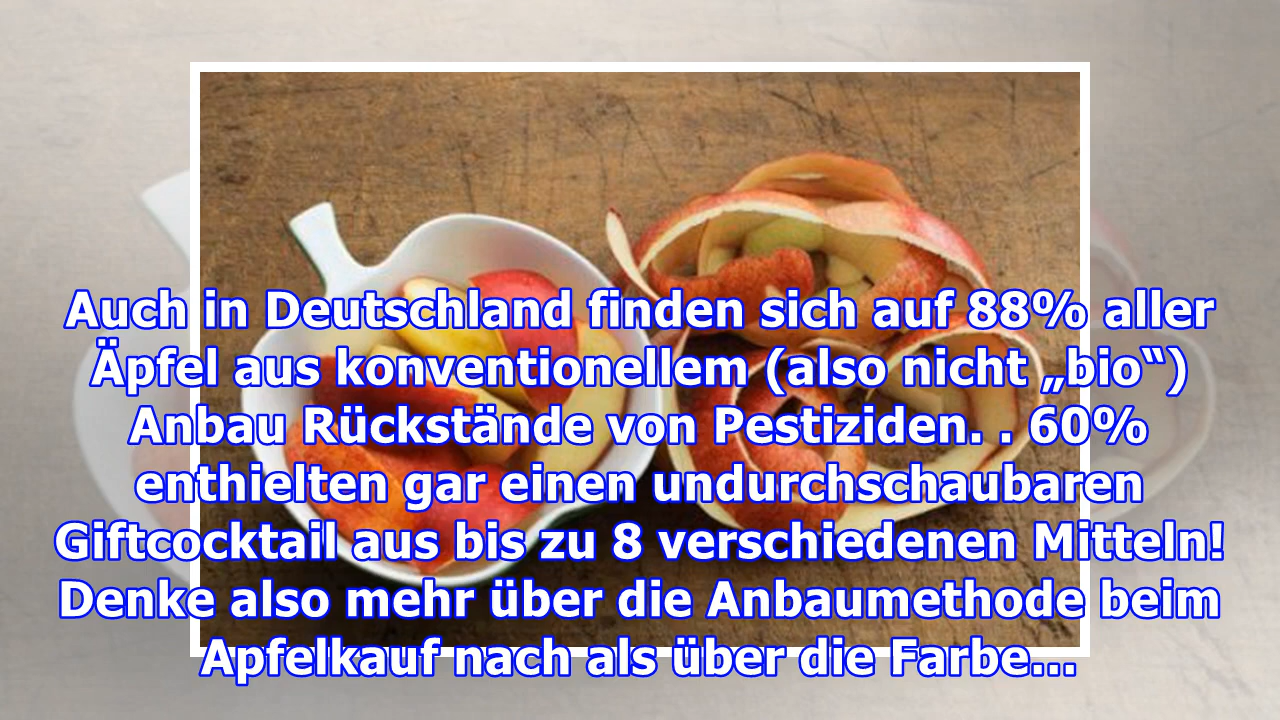 Auch in Deutschland finden sich auf 88% aller
Äpfel aus konventionellem (also nicht „bio“)
Anbau Rückstände von Pestiziden. . 60%
enthielten gar einen undurchschaubaren
Giftcocktail aus bis zu 8 verschiedenen Mitteln!
Denke also mehr über die Anbaumethode beim
Apfelkauf nach als über die Farbe...